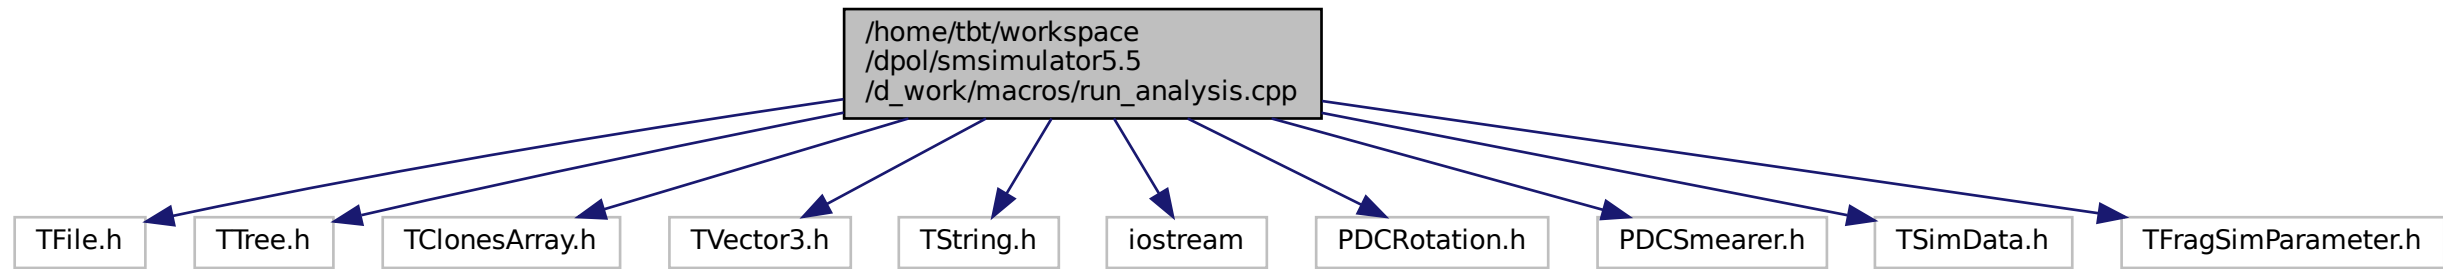 /home/tbt/workspace
/dpol/smsimulator5.5
/d_work/macros/run_analysis.cpp
TFile.h
TTree.h
TClonesArray.h
TVector3.h
TString.h
iostream
PDCRotation.h
PDCSmearer.h
TSimData.h
TFragSimParameter.h